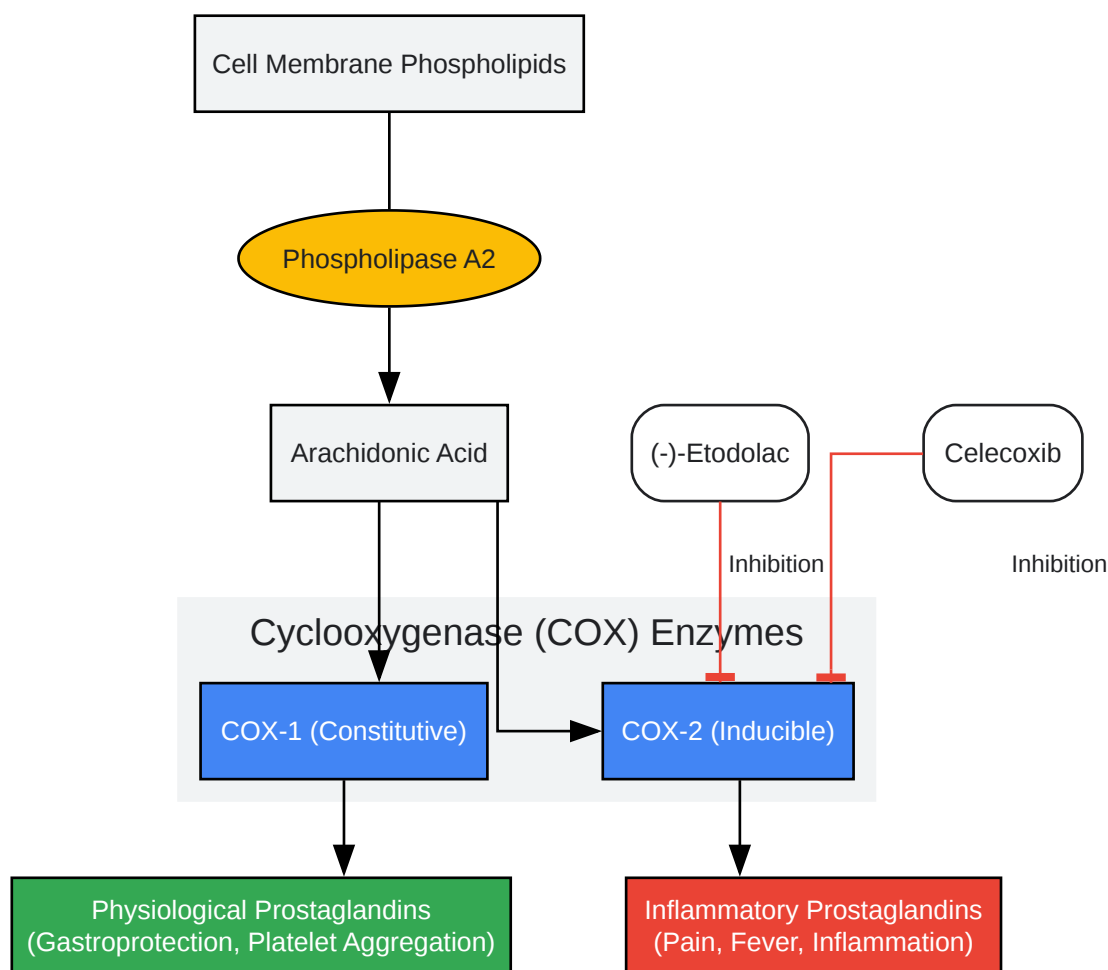 Cell Membrane Phospholipids
Phospholipase A2
Arachidonic Acid
(-)-Etodolac
Celecoxib
Inhibition
Inhibition
Cyclooxygenase (COX) Enzymes
COX-1 (Constitutive)
COX-2 (Inducible)
Physiological Prostaglandins
(Gastroprotection, Platelet Aggregation)
Inflammatory Prostaglandins
(Pain, Fever, Inflammation)